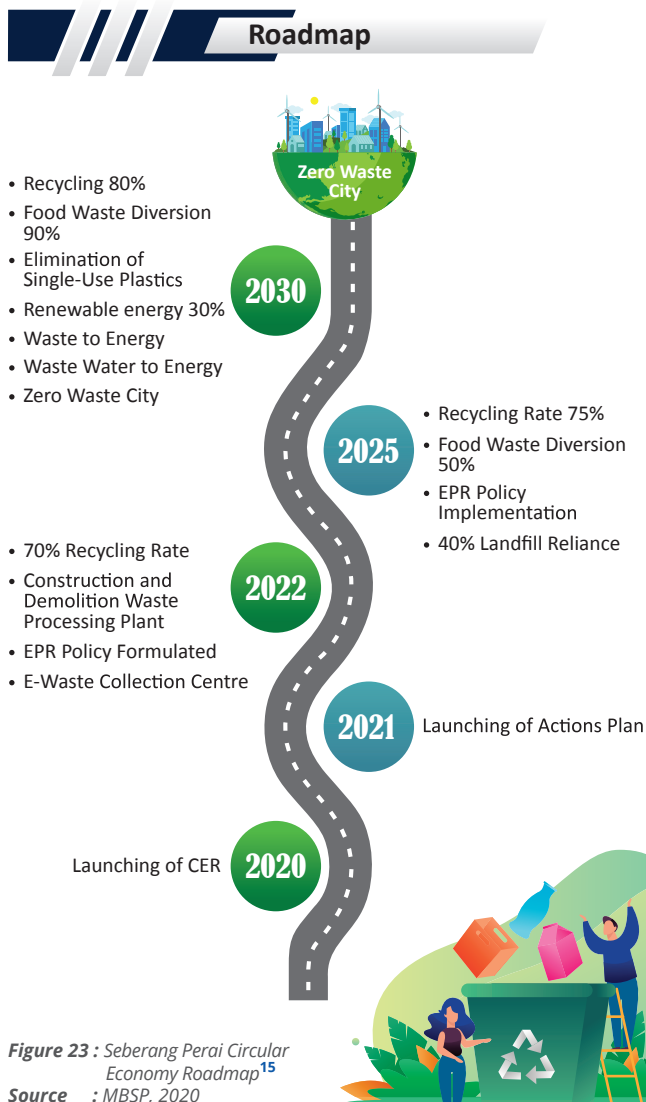 Roadmap
Zero Waste
City
• Recycling 80%
• Food Waste Diversion
90%
• Elimination of
Single-Use Plastics
• Renewable energy 30%
• Waste to Energy
• Waste Water to Energy
• Zero Waste City
2030
2025
• Recycling Rate 75%
• Food Waste Diversion
50%
• EPR Policy
Implementation
• 40% Landfill Reliance
• 70% Recycling Rate
• Construction and
Demolition Waste
Processing Plant
• EPR Policy Formulated
• E-Waste Collection Centre
2022
2021
Launching of Actions Plan
Launching of CER
2020
Figure 23 : Seberang Perai Circular
Economy Roadmap15
Source : MBSP, 2020